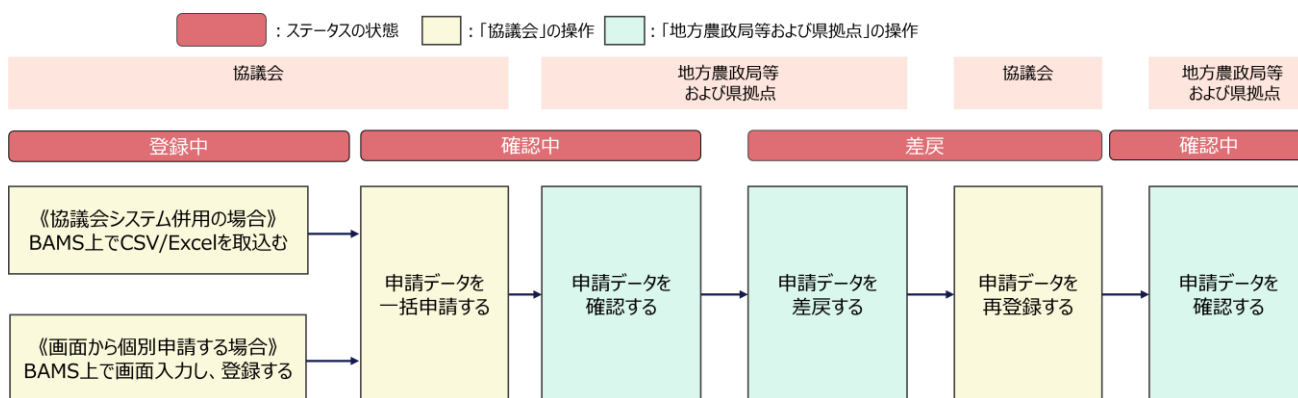 ：ステータスの状態
：「協議会」の操作
：「地方農政局等および県拠点」の操作
協議会
地方農政局等
および県拠点
協議会
地方農政局等
および県拠点
登録中
確認中
差戻
確認中
《協議会システム併用の場合》
BAMS上でCSV/Excelを取込む
《画面から個別申請する場合》
BAMS上で画面入力し、登録する
申請データを
一括申請する
申請データを
確認する
申請データを
差戻する
申請データを
再登録する
申請データを
確認する